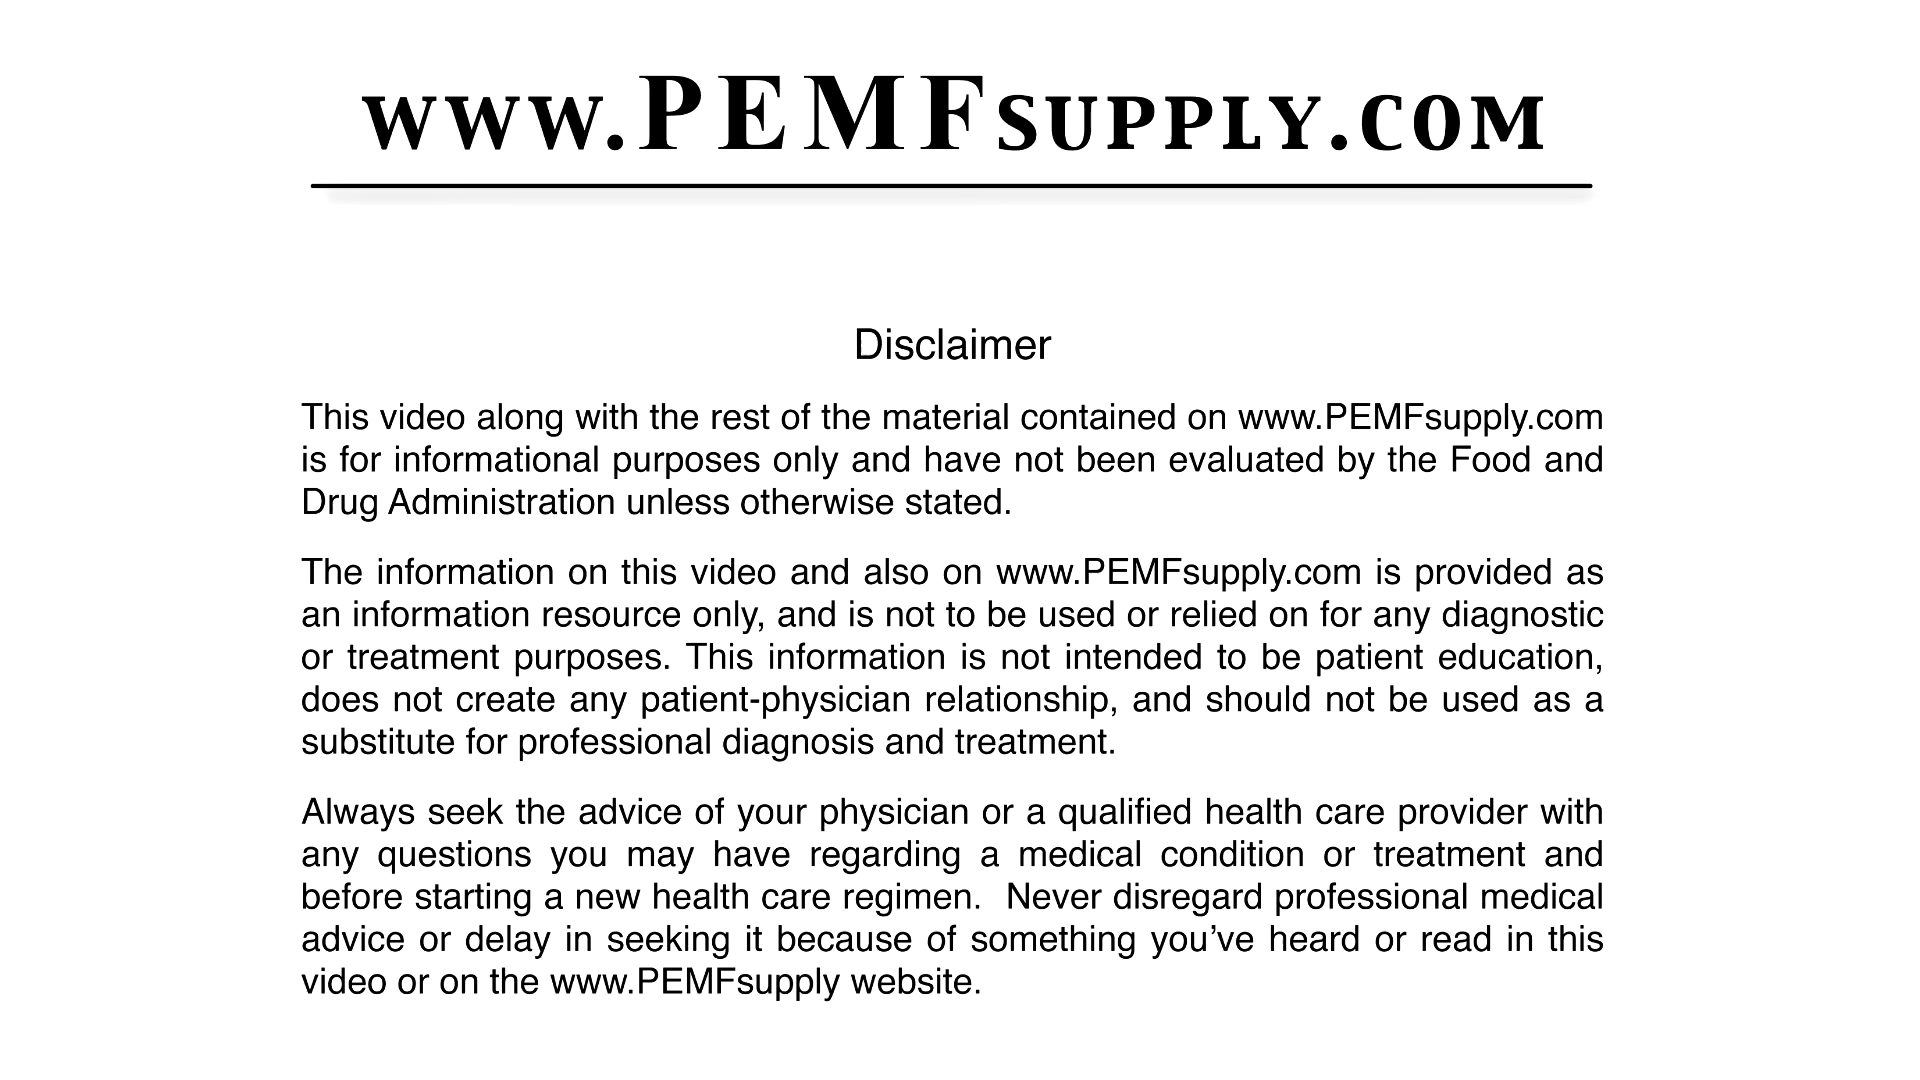 www.PEMFsupply.com
Disclaimer
This video along with the rest of the material contained on www.PEMFsupply.com
is for informational purposes only and have not been evaluated by the Food and
Drug Administration unless otherwise stated.
The information on this video and also on www.PEMFsupply.com is provided as
an information resource only, and is not to be used or relied on for any diagnostic
or treatment purposes. This information is not intended to be patient education,
does not create any patient-physician relationship, and should not be used as a
substitute for professional diagnosis and treatment.
Always seek the advice of your physician or a qualified health care provider with
any questions you may have regarding a medical condition or treatment and
before starting a new health care regimen.  Never disregard professional medical
advice or delay in seeking it because of something you’ve heard or read in this
video or on the www.PEMFsupply website.